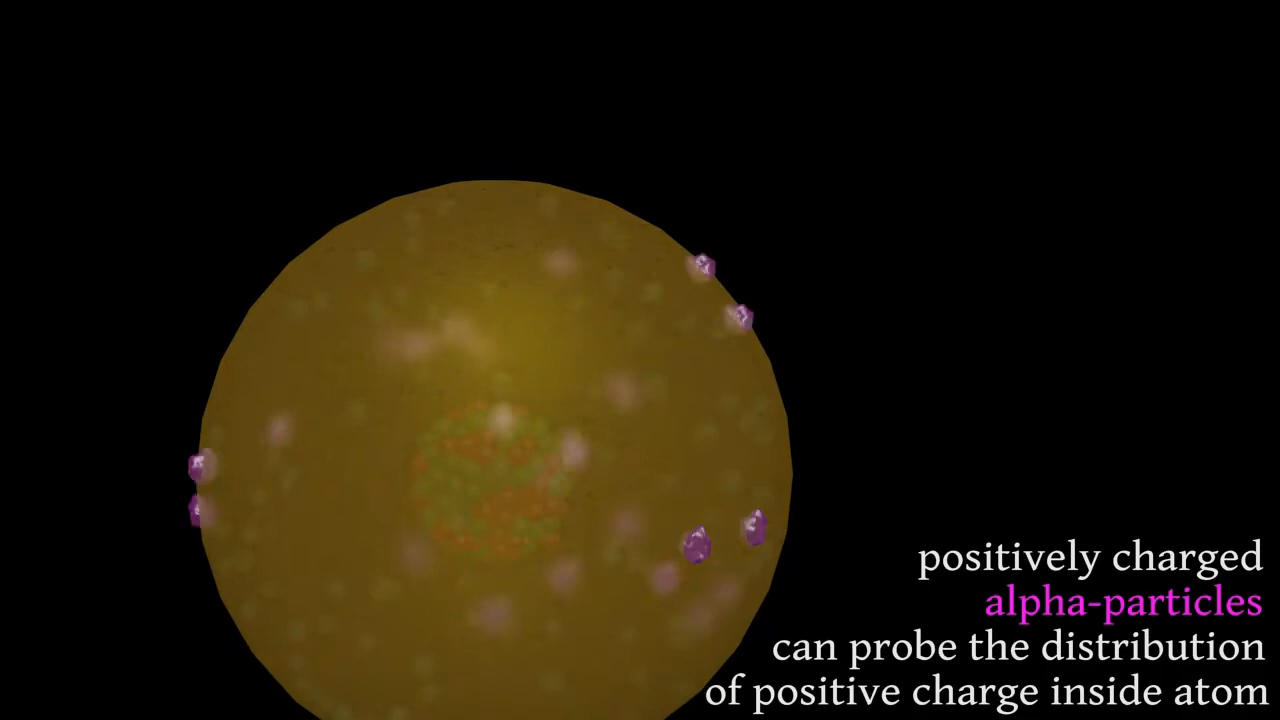 positively charged
alpha-particles
can probe the distribution
of positive charge inside atom